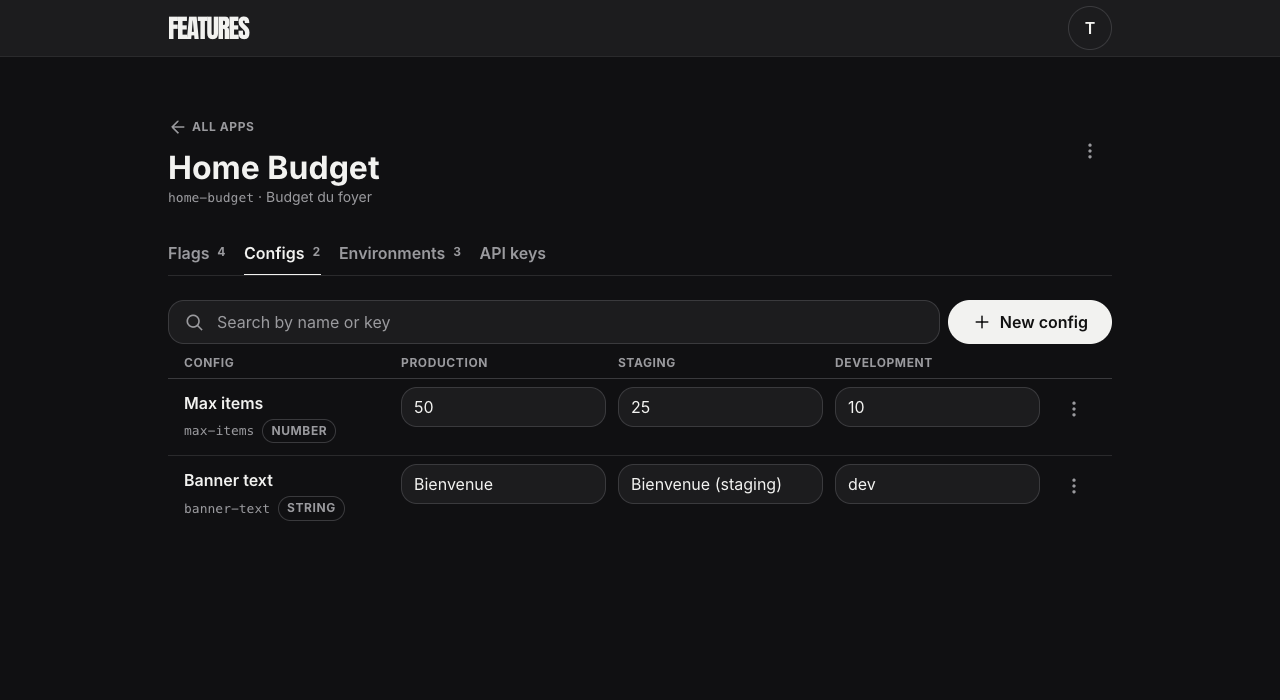 FEATURES
T
ALL APPS
Home Budget
home-budget · Budget du foyer
Flags 4 Configs 2 Environments 3 API keys
Search by name or key
New config
CONFIG PRODUCTION STAGING DEVELOPMENT
Max items
50 25 10
max-items NUMBER
Banner text
Bienvenue Bienvenue (staging) dev
banner-text STRING